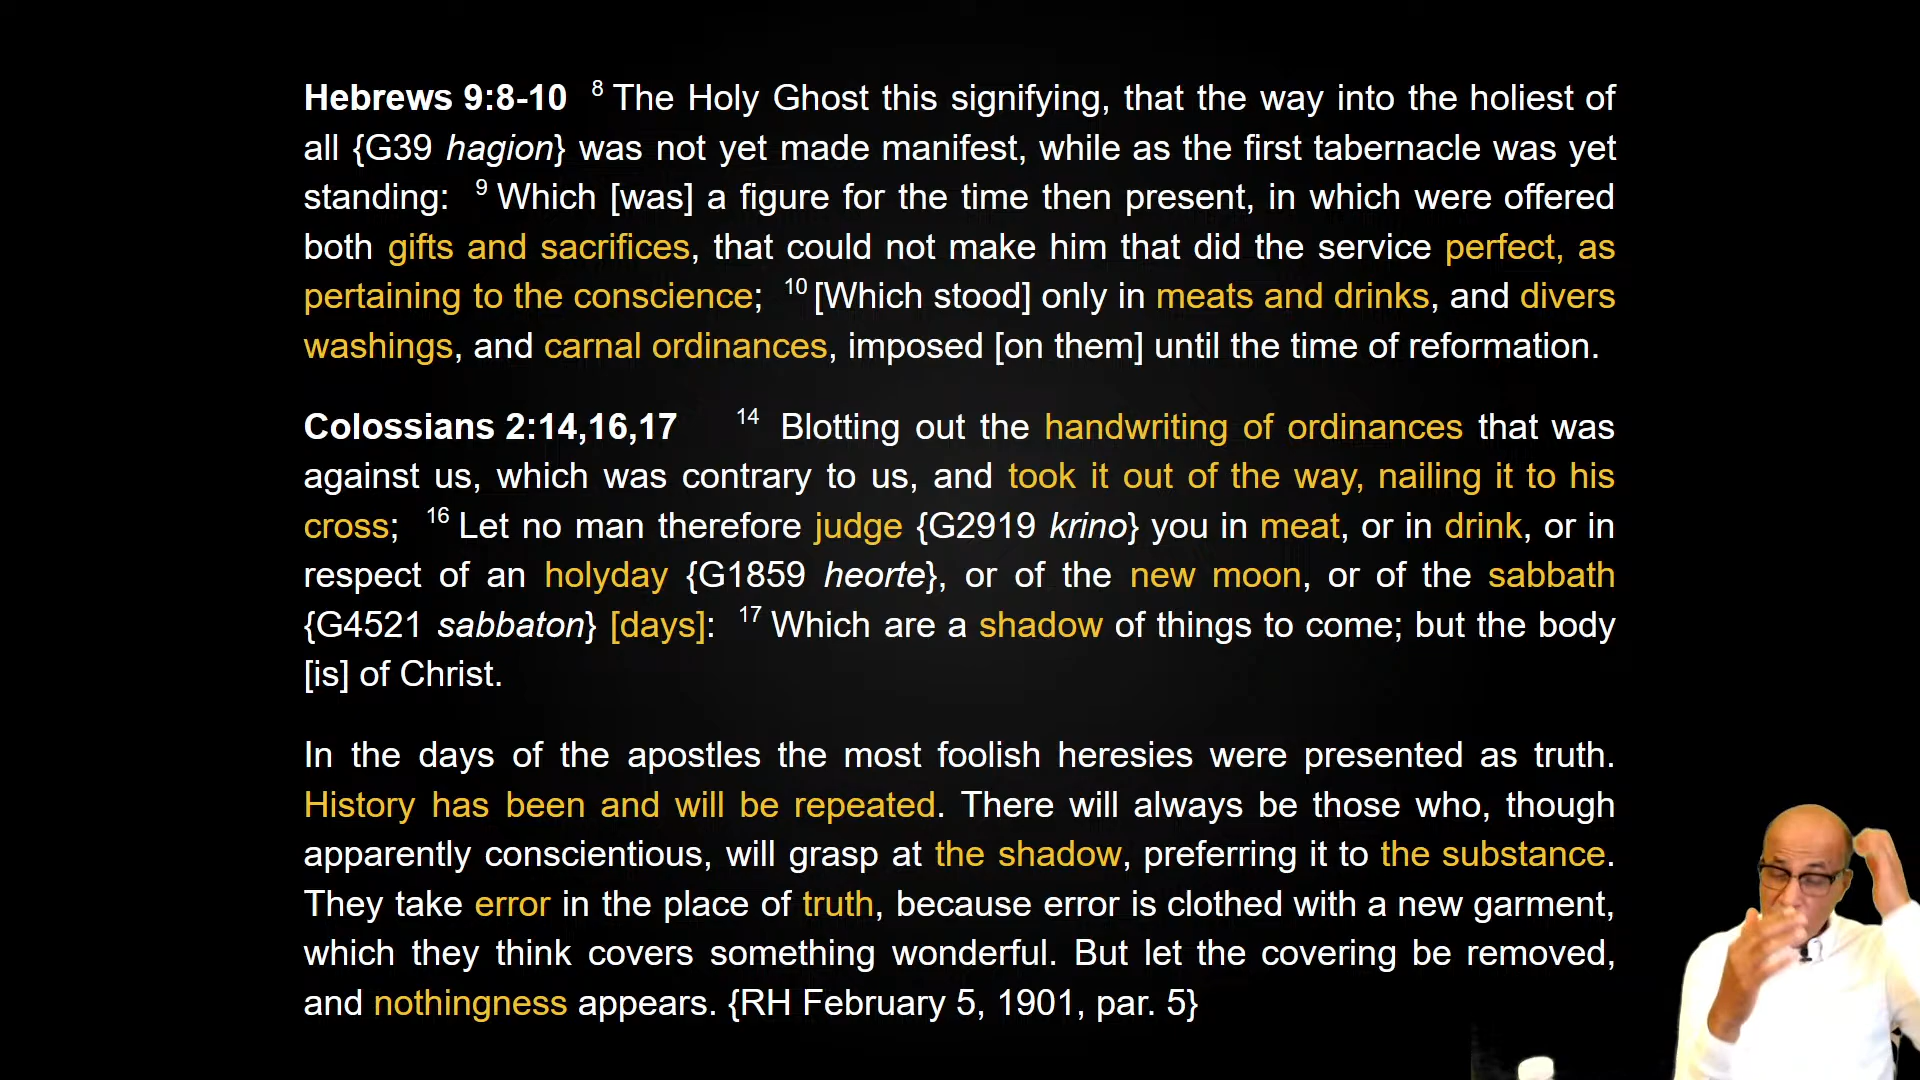 Hebrews 9:8-10 8 The Holy Ghost this signifying, that the way into the holiest of
all {G39 hagion} was not yet made manifest, while as the first tabernacle was yet
standing: 9 Which [was] a figure for the time then present, in which were offered
both gifts and sacrifices, that could not make him that did the service perfect, as
pertaining to the conscience; 10 [Which stood] only in meats and drinks, and divers
washings, and carnal ordinances, imposed [on them] until the time of reformation.
Colossians 2:14,16,17 14 Blotting out the handwriting of ordinances that was
against us, which was contrary to us, and took it out of the way, nailing it to his
cross; 16 Let no man therefore judge {G2919 krino} you in meat, or in drink, or in
respect of an holyday {G1859 heorte}, or of the new moon, or of the sabbath
{G4521 sabbaton} [days]: 17 Which are a shadow of things to come; but the body
[is] of Christ.
In the days of the apostles the most foolish heresies were presented as truth.
History has been and will be repeated. There will always be those who, though
apparently conscientious, will grasp at the shadow, preferring it to the substance.
They take error in the place of truth, because error is clothed with a new garment,
which they think covers something wonderful. But let the covering be removed,
and nothingness appears. {RH February 5, 1901, par. 5}